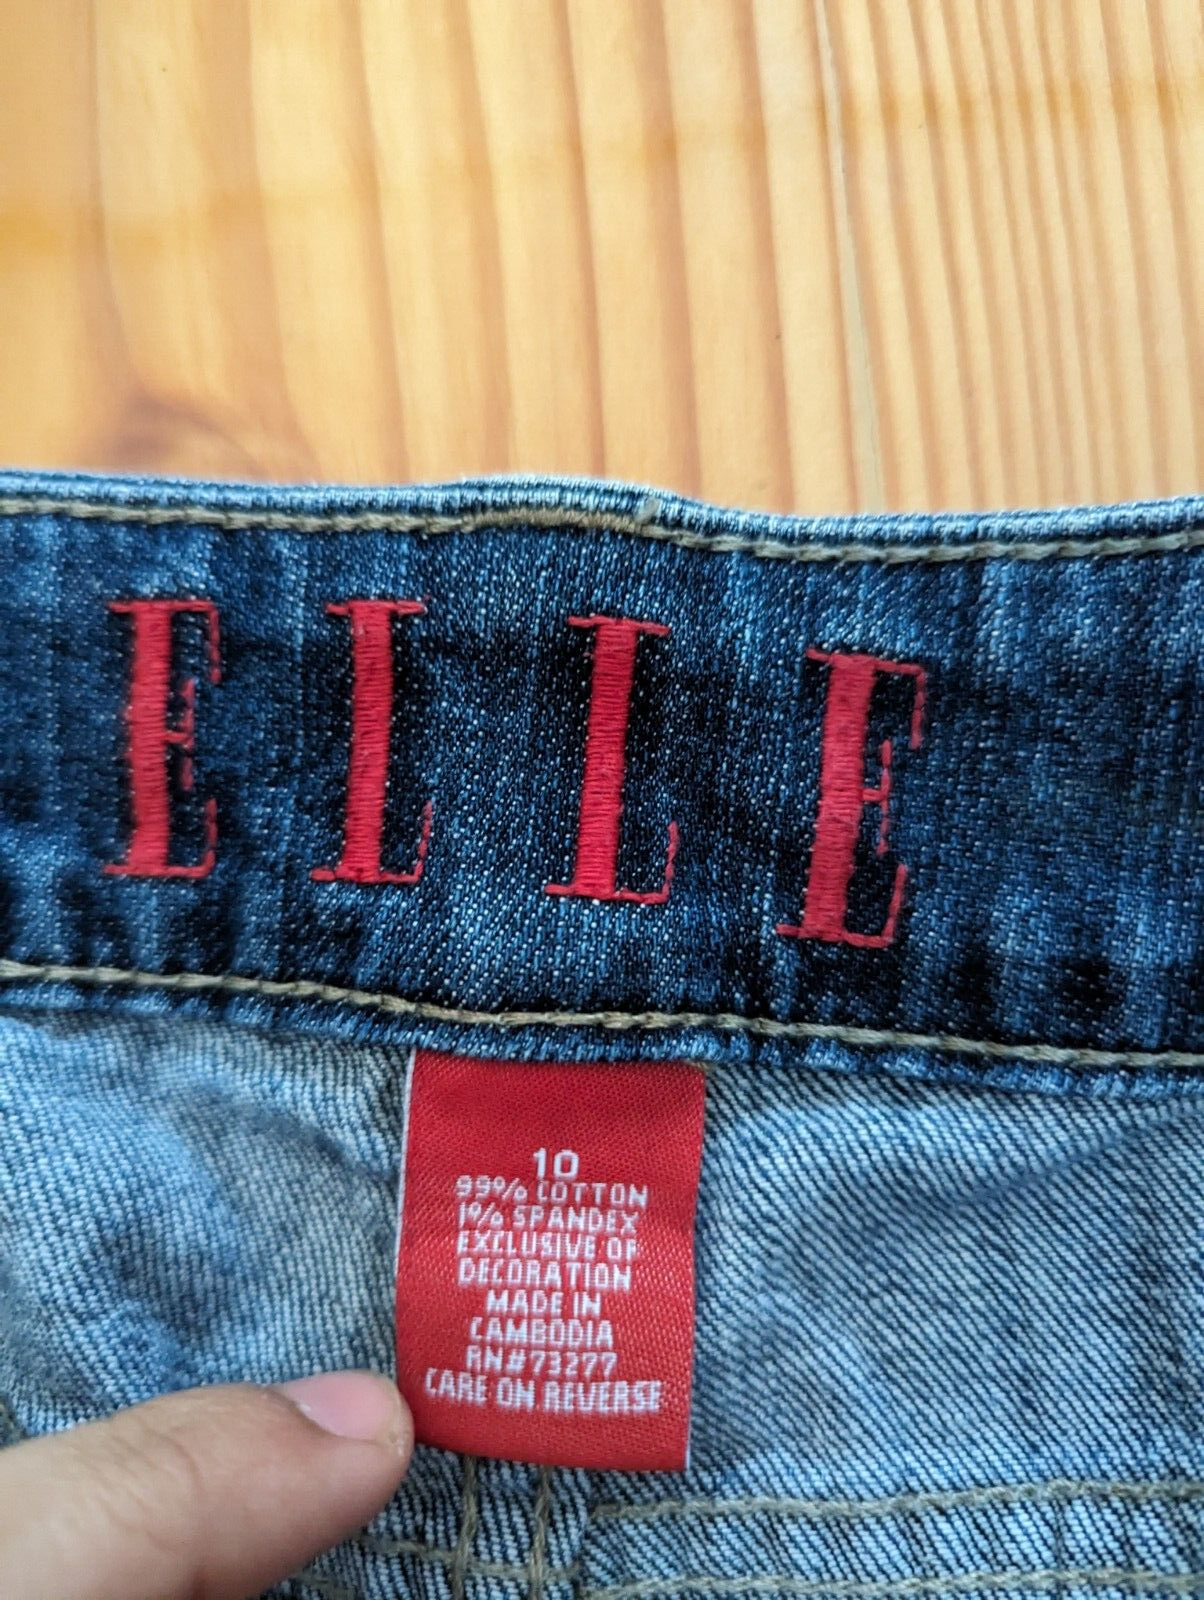 ELLE
10
99% COTTON
1% SPANDEX
EXCLUSIVE OF
DECORATION
MADE IN
CAMBODIA
RN# 73277
CARE ON REVERSE